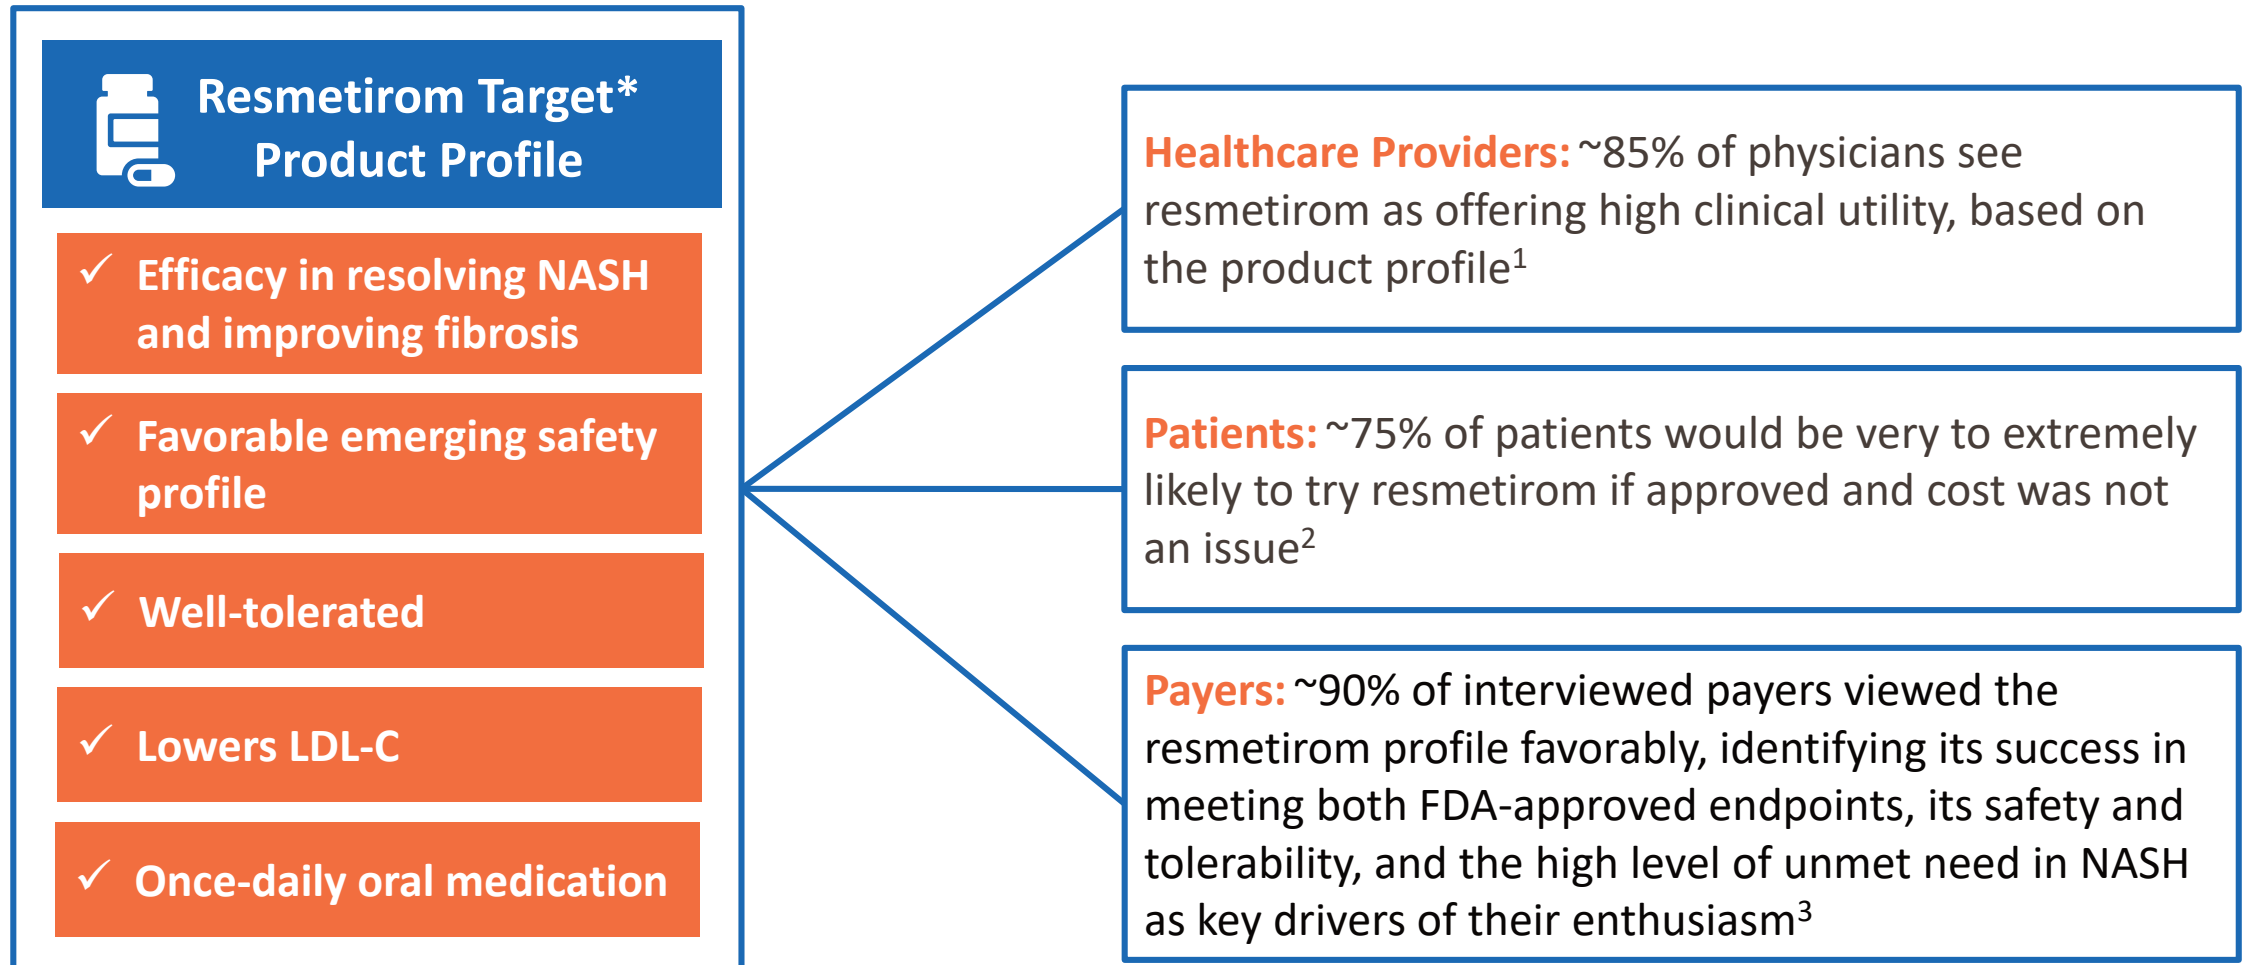 Resmetirom Target*
Product Profile
✓ Efficacy in resolving NASH
and improving fibrosis
✓ Favorable emerging safety
profile
✓ Well-tolerated
✓ Lowers LDL-C
✓ Once-daily oral medication
Healthcare Providers: ~85% of physicians see
resmetirom as offering high clinical utility, based on
the product profile¹
Patients: ~75% of patients would be very to extremely
likely to try resmetirom if approved and cost was not
an issue²
Payers: ~90% of interviewed payers viewed the
resmetirom profile favorably, identifying its success in
meeting both FDA-approved endpoints, its safety and
tolerability, and the high level of unmet need in NASH
as key drivers of their enthusiasm³